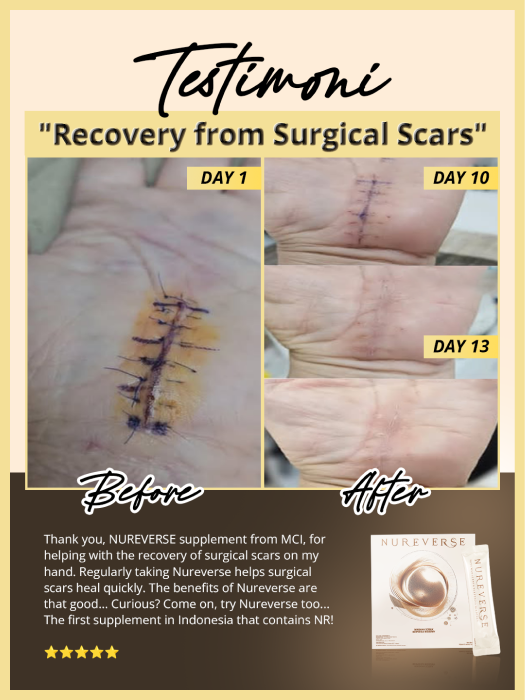 Testimoni
"Recovery from Surgical Scars"
DAY 1
DAY 10
DAY 13
Before
After
Thank you, NUREVERSE supplement from MCI, for
helping with the recovery of surgical scars on my
hand. Regularly taking Nureverse helps surgical
scars heal quickly. The benefits of Nureverse are
that good... Curious? Come on, try Nureverse too...
The first supplement in Indonesia that contains NR!
NUREVERSE
NUREVERSE